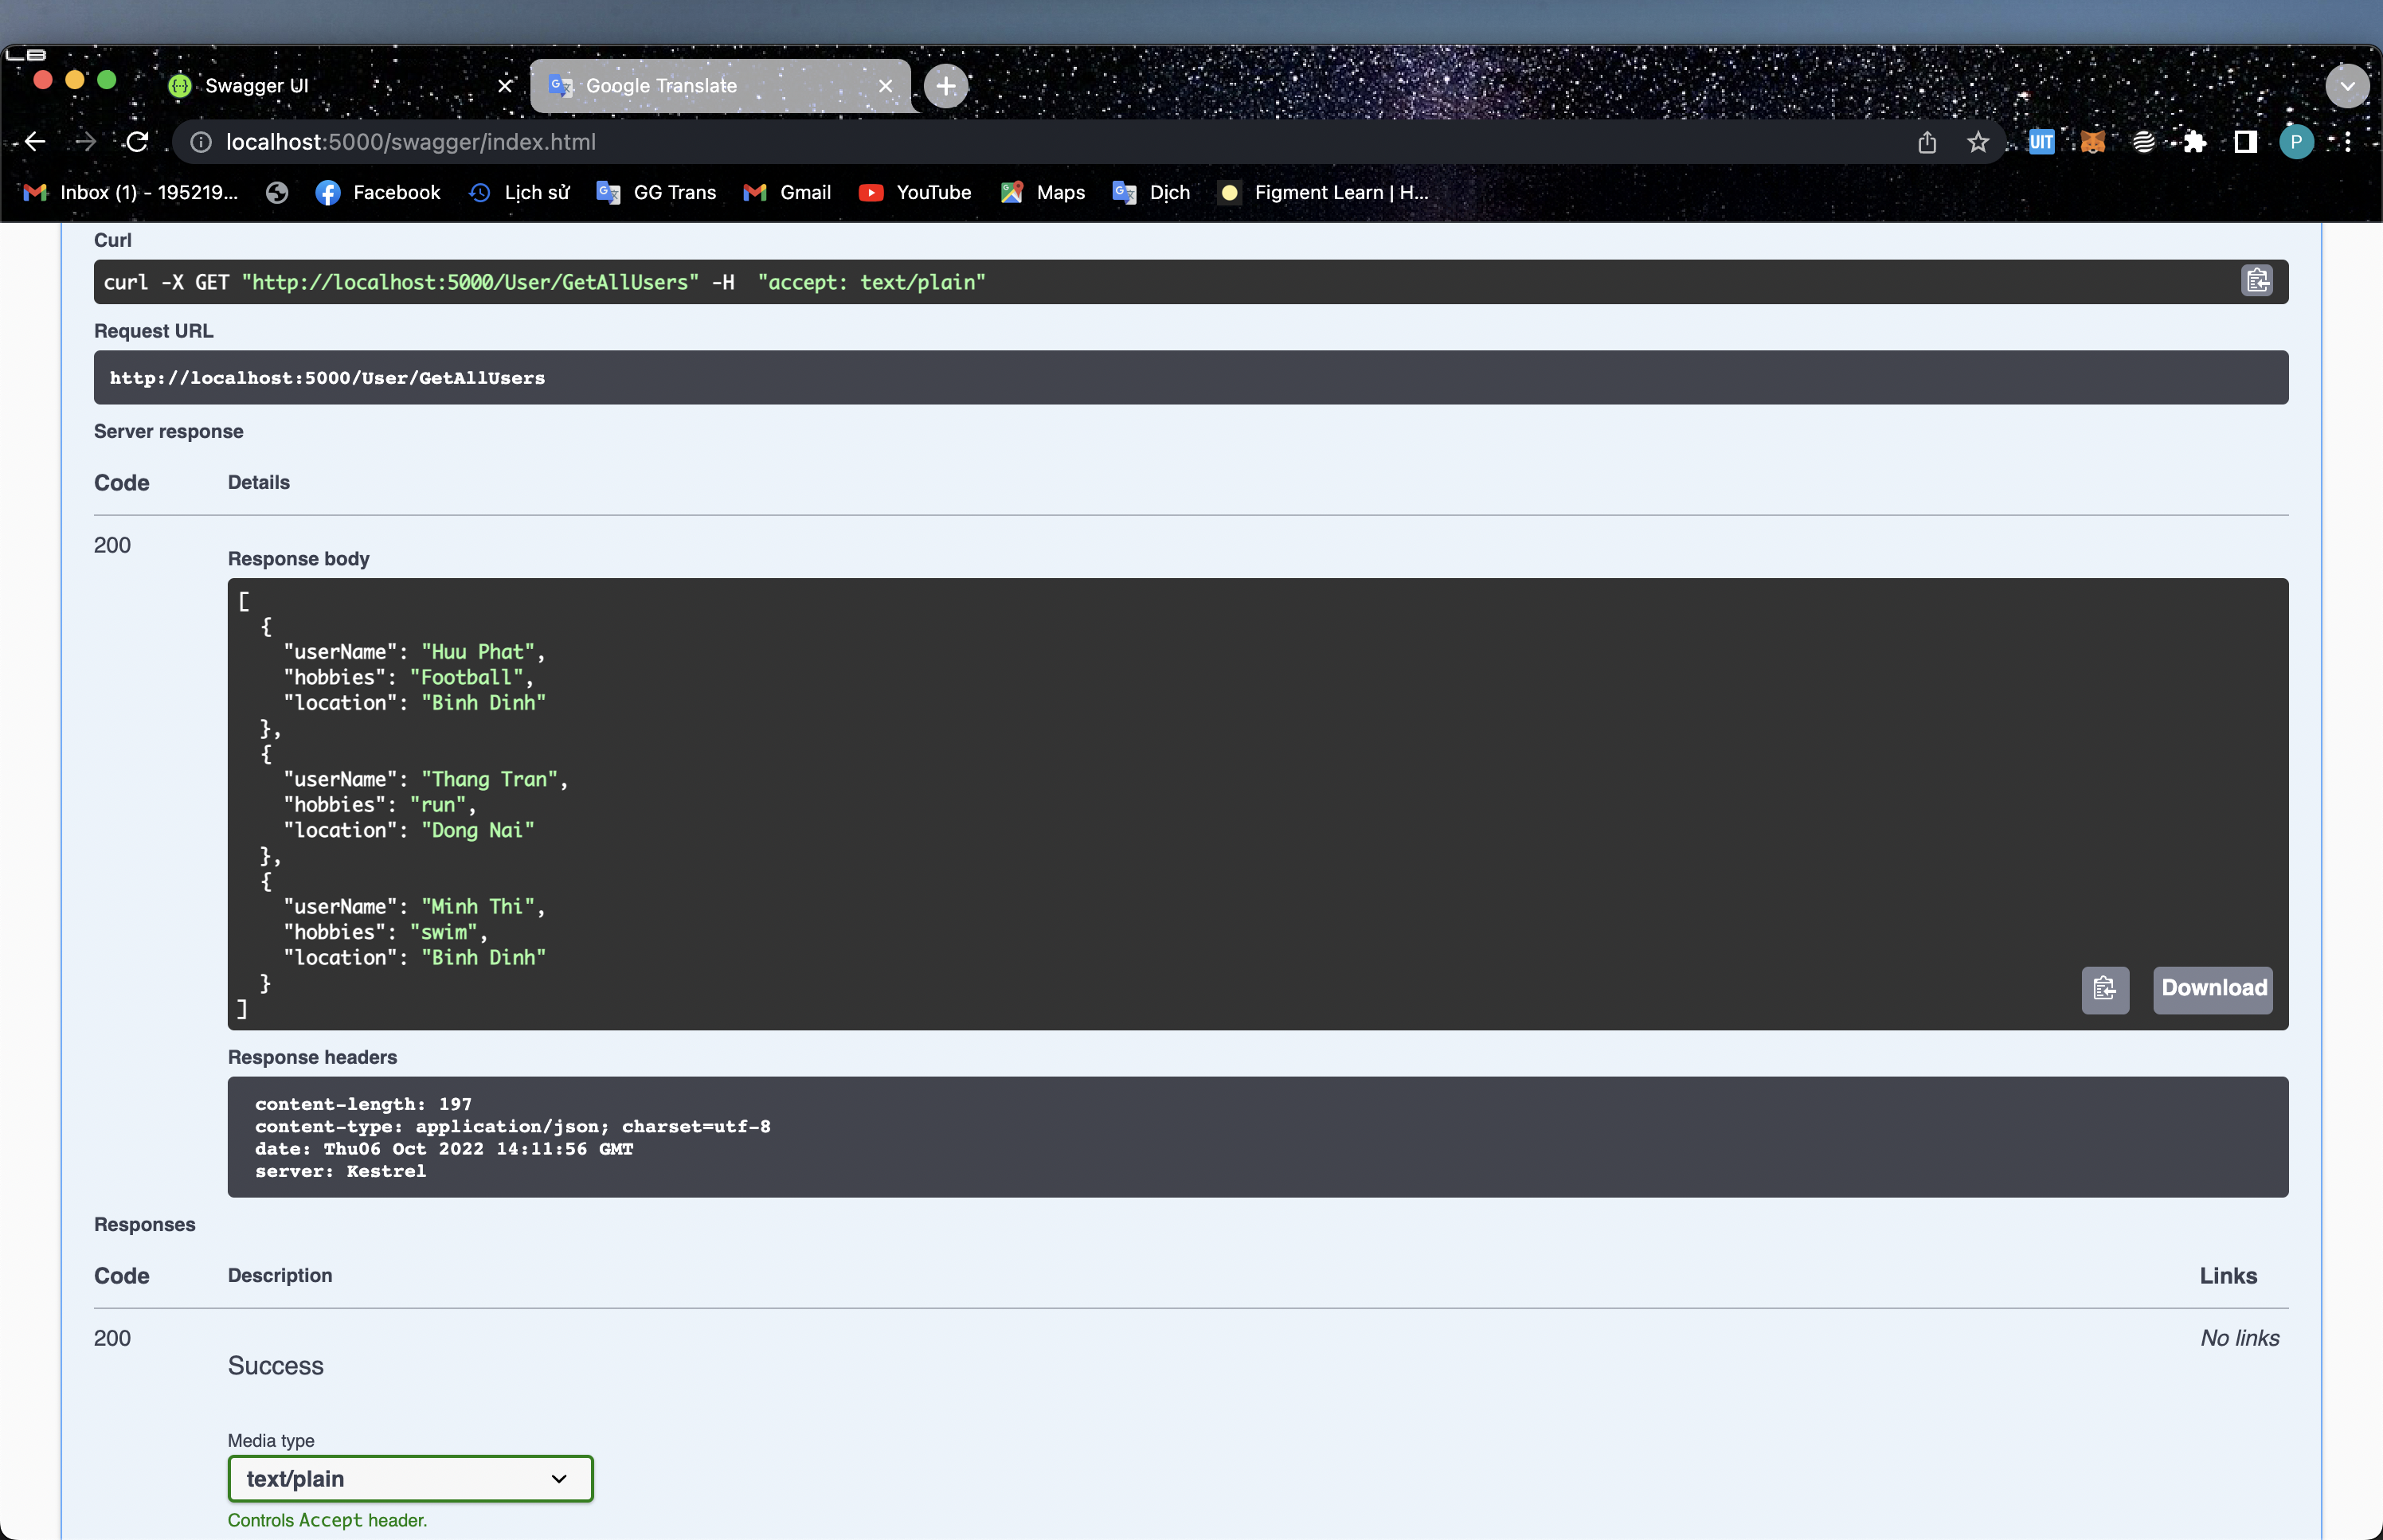 Swagger UI
Google Translate
localhost:5000/swagger/index.html
UIT
P
Inbox (1) - 195219...
Facebook
Lịch sử
GG Trans
Gmail
YouTube
Maps
Dịch
Figment Learn | H...
Curl
curl -X GET "http://localhost:5000/User/GetAllUsers" -H  "accept: text/plain"
Request URL
http://localhost:5000/User/GetAllUsers
Server response
Code
Details
200
Response body
[
  {
    "userName": "Huu Phat",
    "hobbies": "Football",
    "location": "Binh Dinh"
  },
  {
    "userName": "Thang Tran",
    "hobbies": "run",
    "location": "Dong Nai"
  },
  {
    "userName": "Minh Thi",
    "hobbies": "swim",
    "location": "Binh Dinh"
  }
]
Download
Response headers
content-length: 197
content-type: application/json; charset=utf-8
date: Thu06 Oct 2022 14:11:56 GMT
server: Kestrel
Responses
Code
Description
Links
200
No links
Success
Media type
text/plain
Controls Accept header.